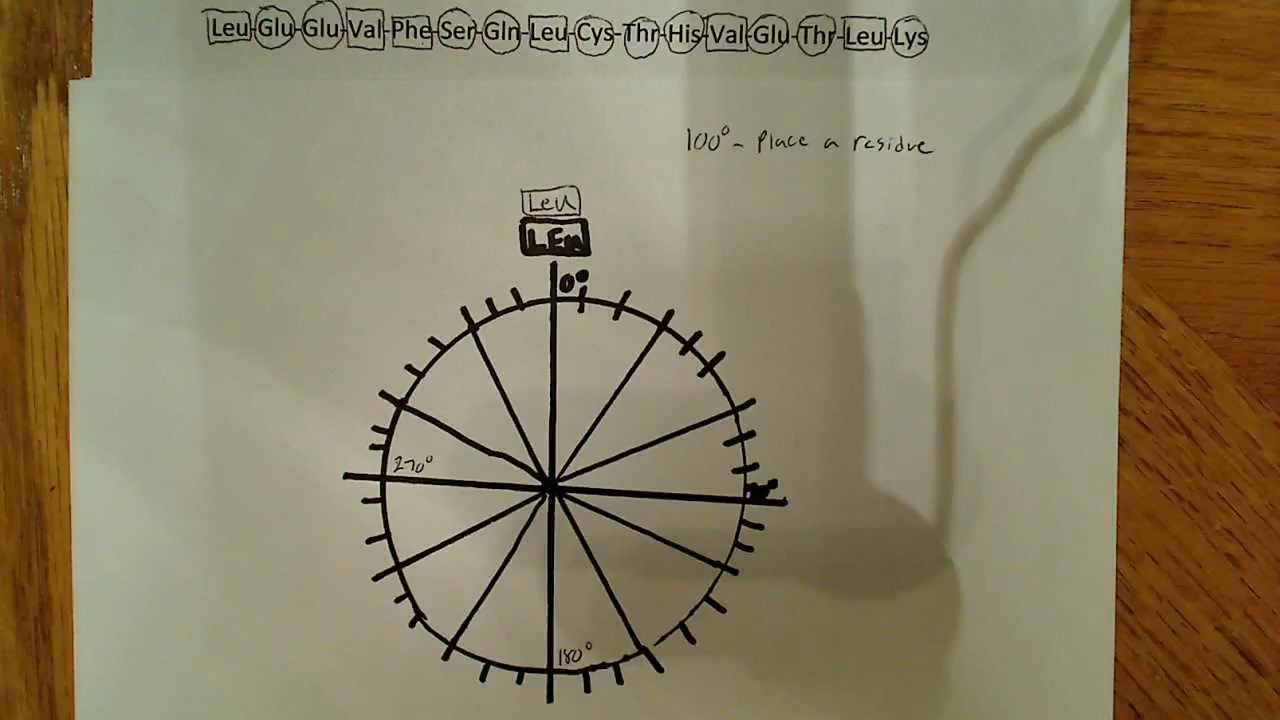 Leu-Glu-Glu-Val-Phe-Ser-Gln-Leu-Cys-Thr-His-Val-Glu-Thr-Leu-Lys
100° - Place a residue
Leu
LEu
0°
270°
90°
180°